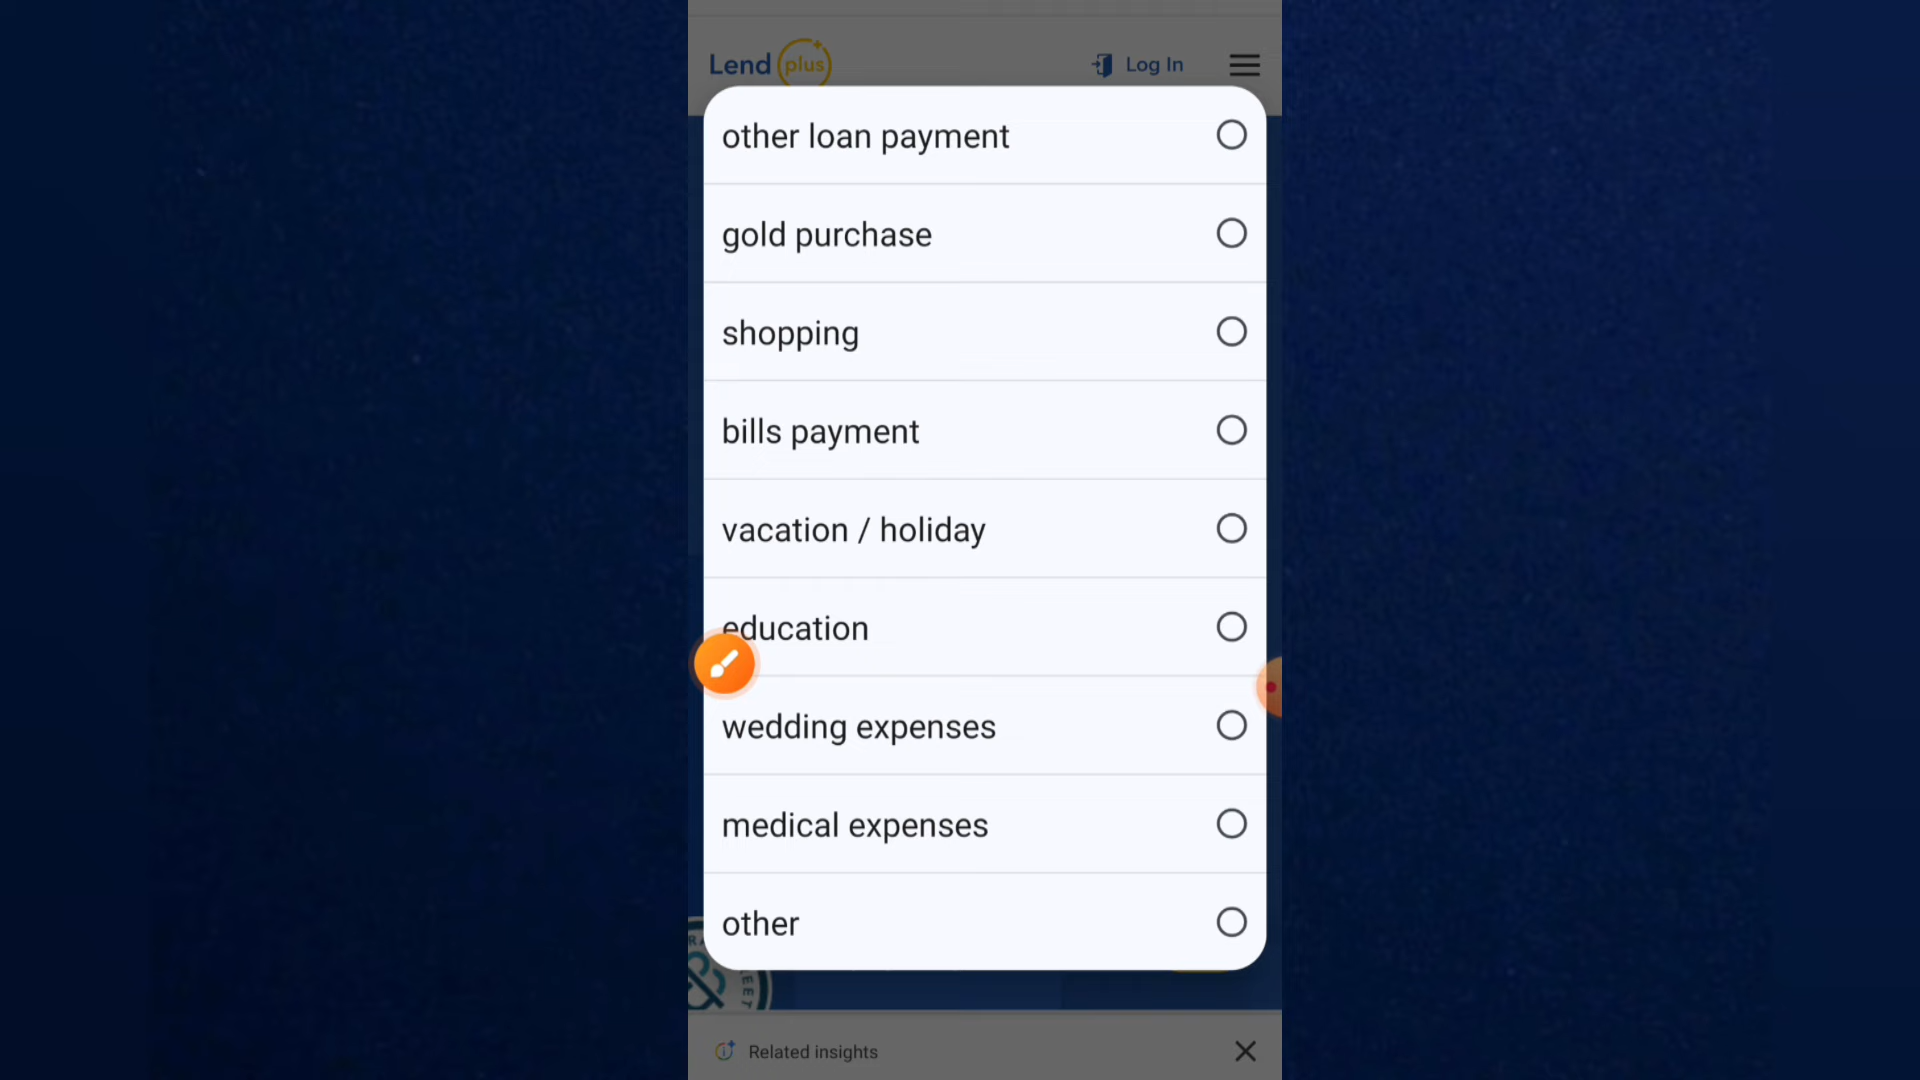 Lend plus
Log In
other loan payment
gold purchase
shopping
bills payment
vacation / holiday
education
wedding expenses
medical expenses
other
Related insights